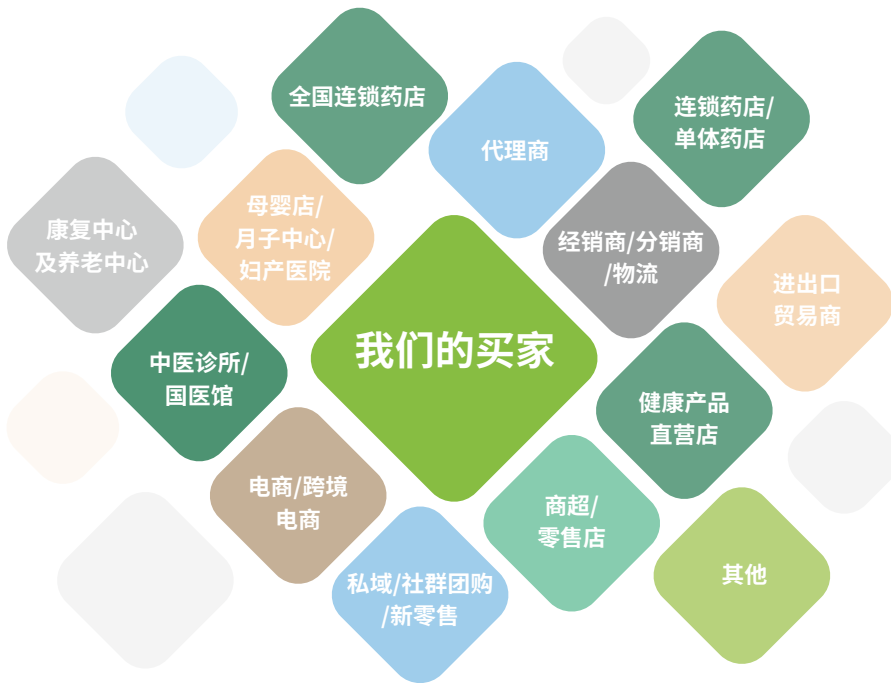 全国连锁药店
代理商
连锁药店/
单体药店
康复中心
及养老中心
母婴店/
月子中心/
妇产医院
经销商/分销商
/物流
进出口
贸易商
我们的买家
中医诊所/
国医馆
健康产品
直营店
电商/跨境
电商
商超/
零售店
私域/社群团购
/新零售
其他